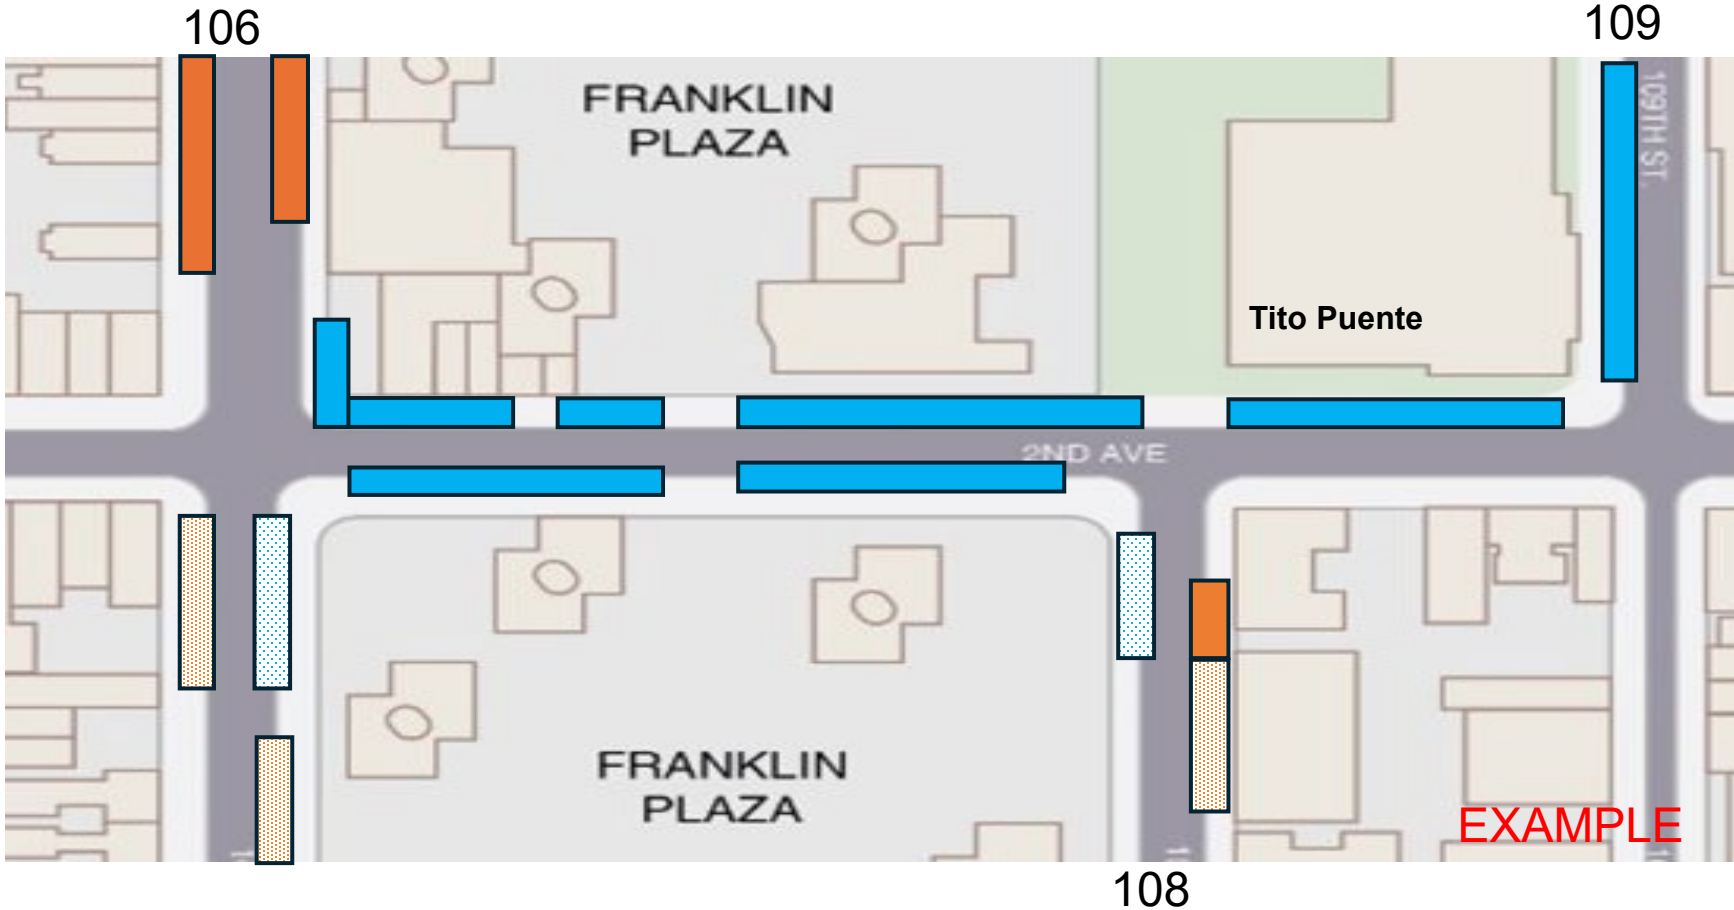 106
109
FRANKLIN
PLAZA
109TH ST.
Tito Puente
2ND AVE
FRANKLIN
PLAZA
EXAMPLE
108